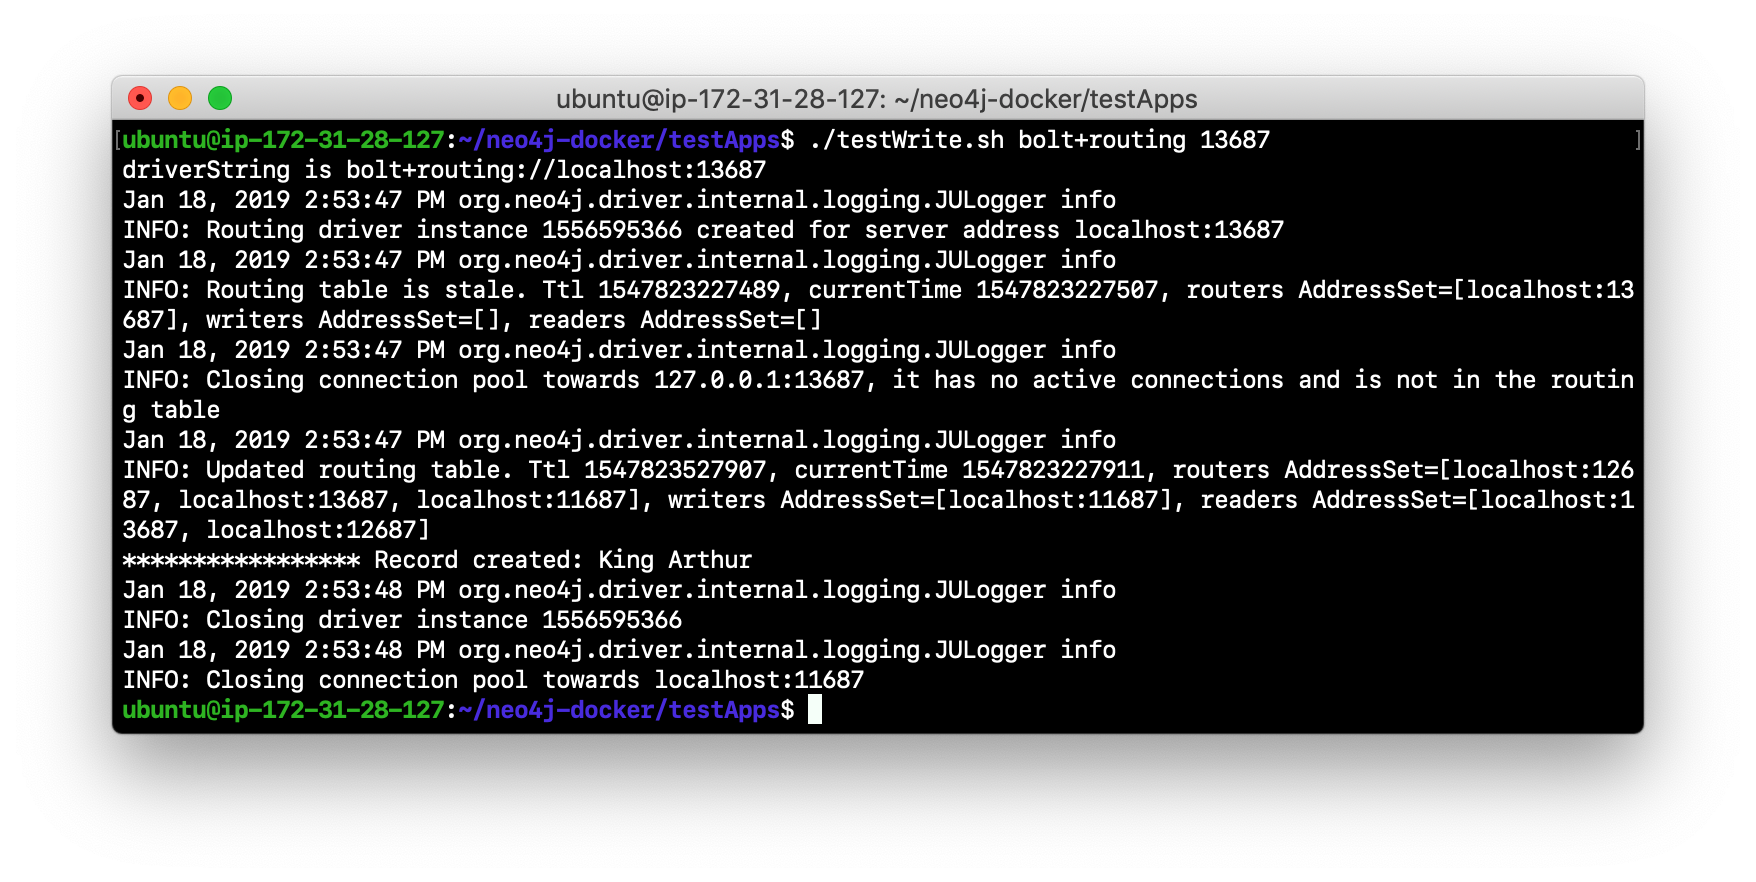 ubuntu@ip-172-31-28-127: ~/neo4j-docker/testApps
[ubuntu@ip-172-31-28-127:~/neo4j-docker/testApps$ ./testWrite.sh bolt+routing 13687 ]
driverString is bolt+routing://localhost:13687
Jan 18, 2019 2:53:47 PM org.neo4j.driver.internal.logging.JULogger info
INFO: Routing driver instance 1556595366 created for server address localhost:13687
Jan 18, 2019 2:53:47 PM org.neo4j.driver.internal.logging.JULogger info
INFO: Routing table is stale. Ttl 1547823227489, currentTime 1547823227507, routers AddressSet=[localhost:13
687], writers AddressSet=[], readers AddressSet=[]
Jan 18, 2019 2:53:47 PM org.neo4j.driver.internal.logging.JULogger info
INFO: Closing connection pool towards 127.0.0.1:13687, it has no active connections and is not in the routin
g table
Jan 18, 2019 2:53:47 PM org.neo4j.driver.internal.logging.JULogger info
INFO: Updated routing table. Ttl 1547823527907, currentTime 1547823227911, routers AddressSet=[localhost:126
87, localhost:13687, localhost:11687], writers AddressSet=[localhost:11687], readers AddressSet=[localhost:1
3687, localhost:12687]
***************** Record created: King Arthur
Jan 18, 2019 2:53:48 PM org.neo4j.driver.internal.logging.JULogger info
INFO: Closing driver instance 1556595366
Jan 18, 2019 2:53:48 PM org.neo4j.driver.internal.logging.JULogger info
INFO: Closing connection pool towards localhost:11687
ubuntu@ip-172-31-28-127:~/neo4j-docker/testApps$